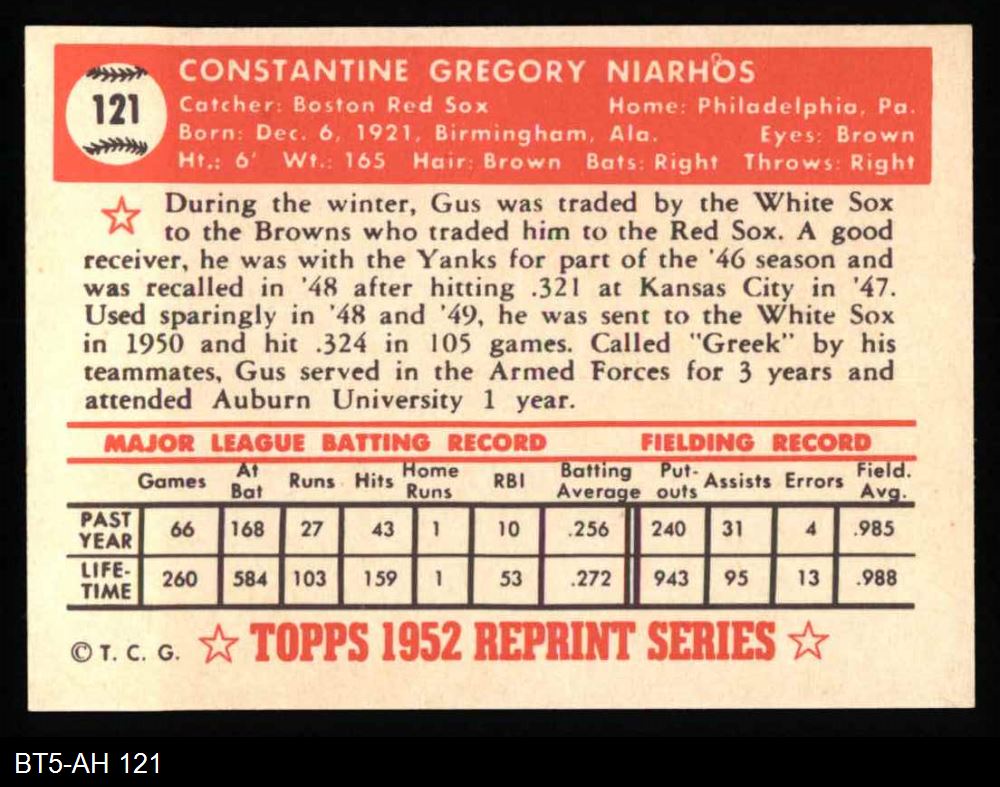 121
CONSTANTINE GREGORY NIARHOS
Catcher: Boston Red Sox Home: Philadelphia, Pa.
Born: Dec. 6, 1921, Birmingham, Ala. Eyes: Brown
Ht.: 6' Wt.: 165 Hair: Brown Bats: Right Throws: Right
During the winter, Gus was traded by the White Sox
to the Browns who traded him to the Red Sox. A good
receiver, he was with the Yanks for part of the '46 season and
was recalled in '48 after hitting .321 at Kansas City in '47.
Used sparingly in '48 and '49, he was sent to the White Sox
in 1950 and hit .324 in 105 games. Called "Greek" by his
teammates, Gus served in the Armed Forces for 3 years and
attended Auburn University 1 year.
MAJOR LEAGUE BATTING RECORD FIELDING RECORD
Games At Bat Runs Hits Home Runs RBI Batting Average Put-outs Assists Errors Field. Avg.
PAST YEAR 66 168 27 43 1 10 .256 240 31 4 .985
LIFE-TIME 260 584 103 159 1 53 .272 943 95 13 .988
© T. C. G. TOPPS 1952 REPRINT SERIES
BT5-AH 121